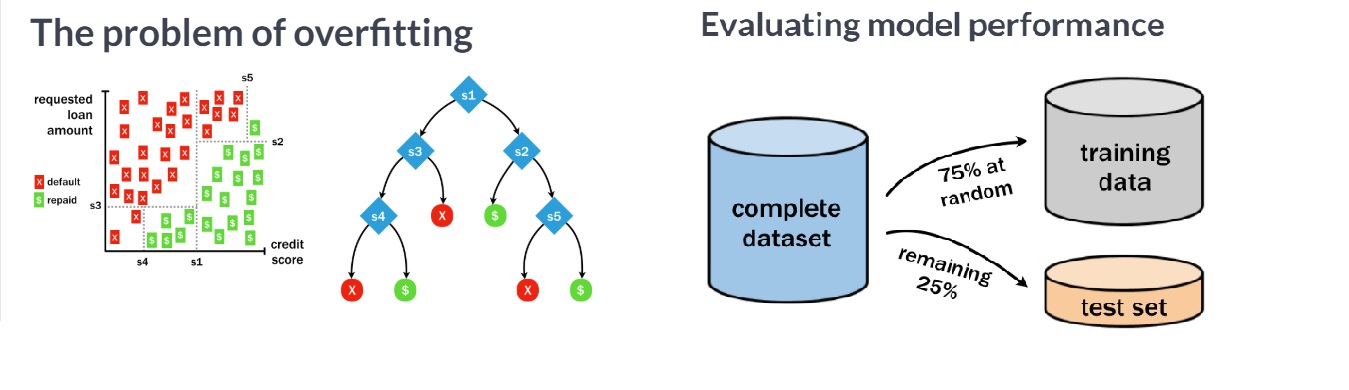 The problem of overfitting
s5
requested
loan
amount
s2
default
repaid
s3
credit
score
s4
s1
s1
s3
s2
X
$
s4
s5
X
$
X
$
Evaluating model performance
complete
dataset
75% at
random
training
data
remaining
25%
test set